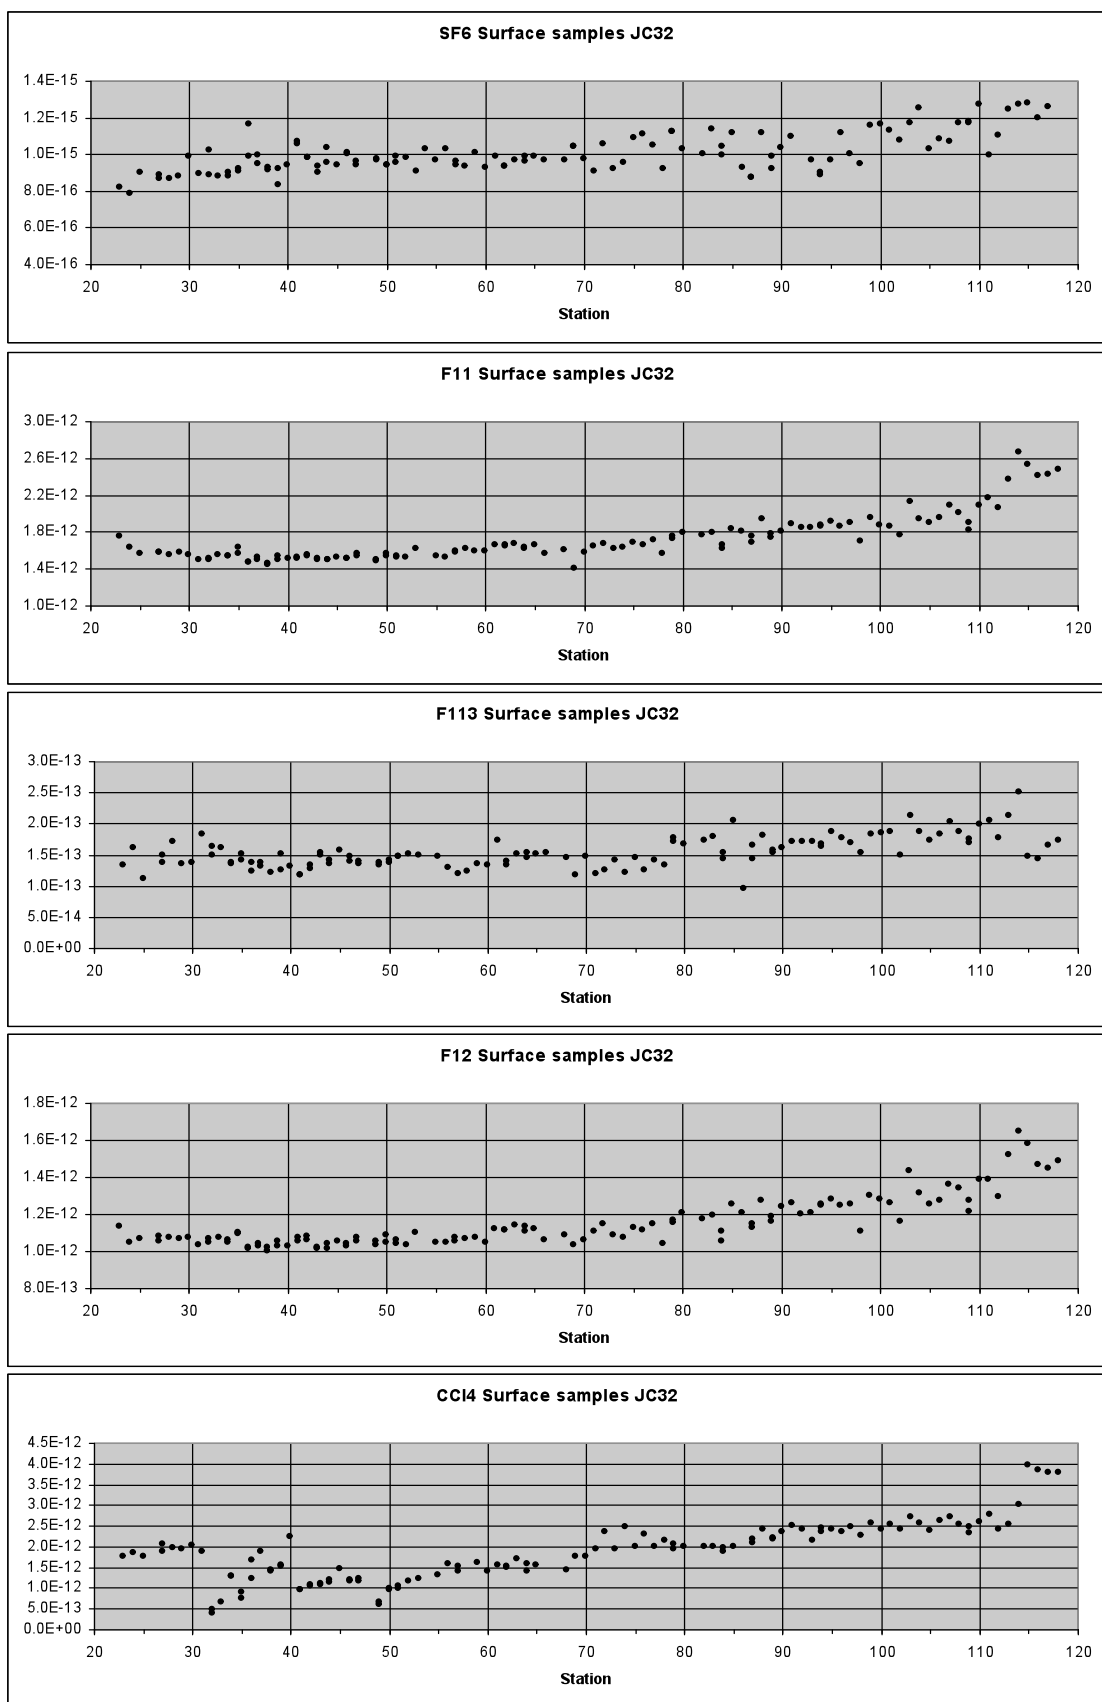 SF6 Surface samples JC32
1.4E-15
1.2E-15
1.0E-15
8.0E-16
6.0E-16
4.0E-16
20 30 40 50 60 70 80 90 100 110 120
Station
F11 Surface samples JC32
3.0E-12
2.6E-12
2.2E-12
1.8E-12
1.4E-12
1.0E-12
20 30 40 50 60 70 80 90 100 110 120
Station
F113 Surface samples JC32
3.0E-13
2.5E-13
2.0E-13
1.5E-13
1.0E-13
5.0E-14
0.0E+00
20 30 40 50 60 70 80 90 100 110 120
Station
F12 Surface samples JC32
1.8E-12
1.6E-12
1.4E-12
1.2E-12
1.0E-12
8.0E-13
20 30 40 50 60 70 80 90 100 110 120
Station
CCl4 Surface samples JC32
4.5E-12
4.0E-12
3.5E-12
3.0E-12
2.5E-12
2.0E-12
1.5E-12
1.0E-12
5.0E-13
0.0E+00
20 30 40 50 60 70 80 90 100 110 120
Station